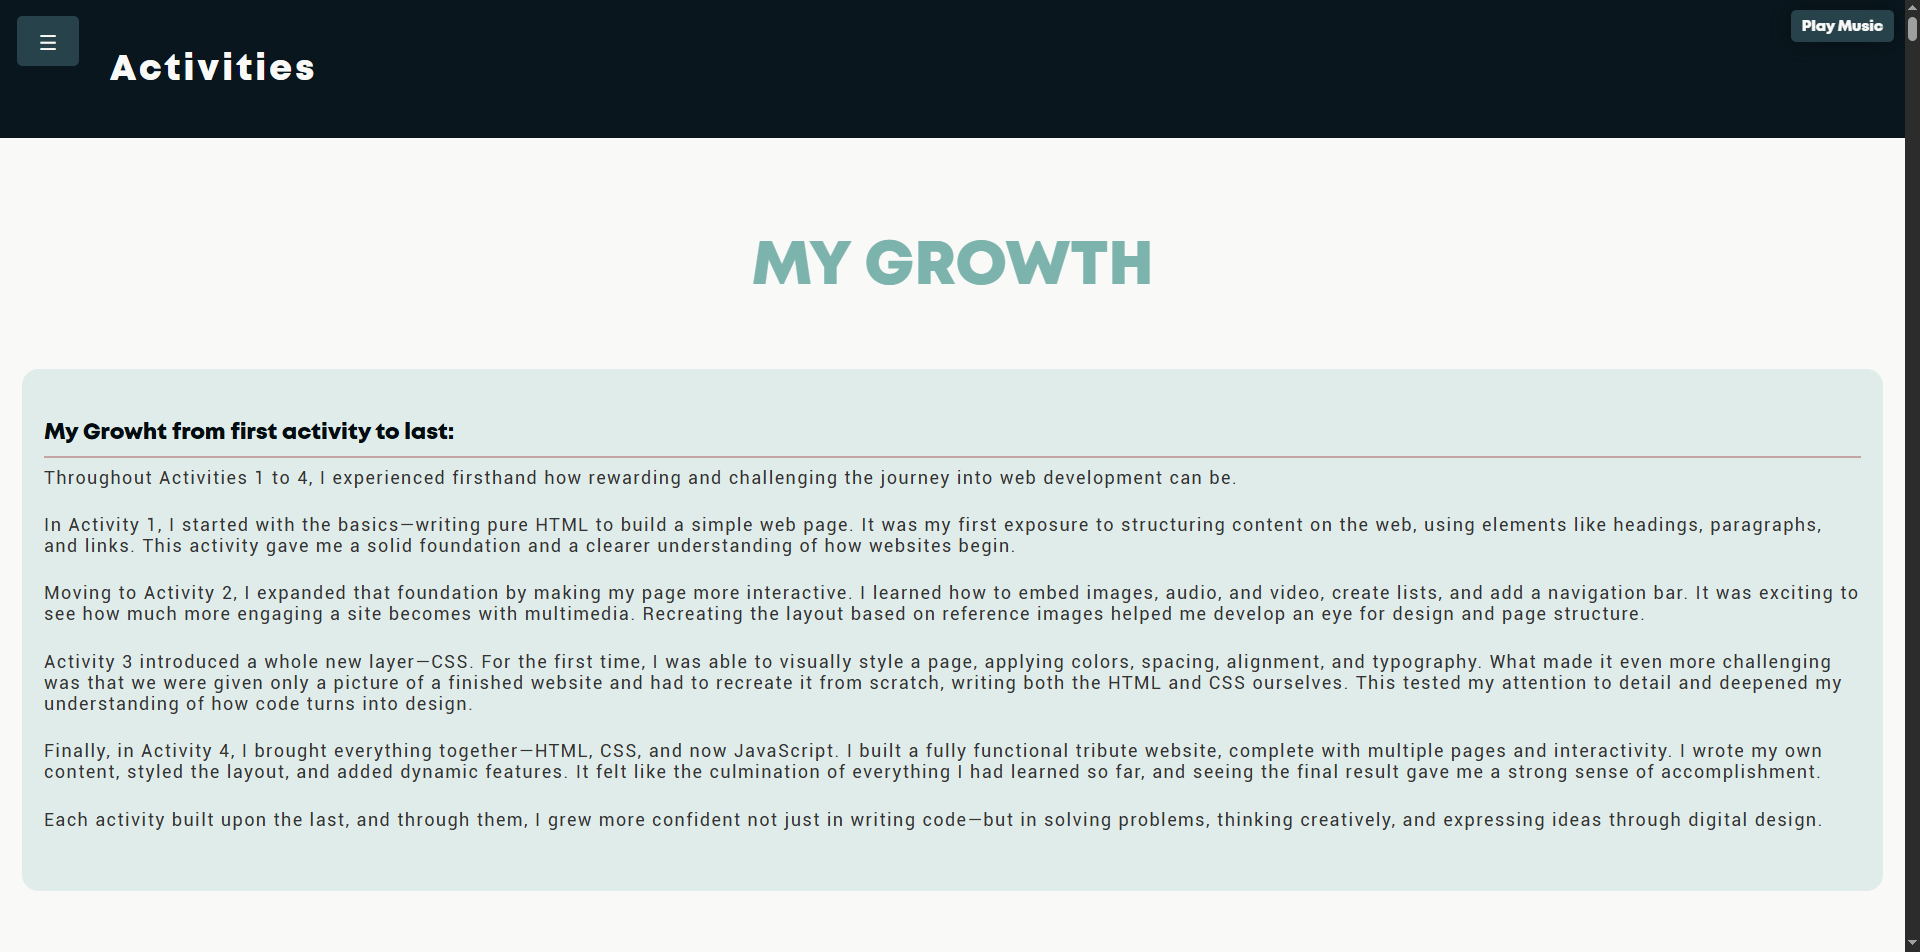 ☰
Activities
Play Music
MY GROWTH
My Growht from first activity to last:
Throughout Activities 1 to 4, I experienced firsthand how rewarding and challenging the journey into web development can be.
In Activity 1, I started with the basics—writing pure HTML to build a simple web page. It was my first exposure to structuring content on the web, using elements like headings, paragraphs,
and links. This activity gave me a solid foundation and a clearer understanding of how websites begin.
Moving to Activity 2, I expanded that foundation by making my page more interactive. I learned how to embed images, audio, and video, create lists, and add a navigation bar. It was exciting to
see how much more engaging a site becomes with multimedia. Recreating the layout based on reference images helped me develop an eye for design and page structure.
Activity 3 introduced a whole new layer—CSS. For the first time, I was able to visually style a page, applying colors, spacing, alignment, and typography. What made it even more challenging
was that we were given only a picture of a finished website and had to recreate it from scratch, writing both the HTML and CSS ourselves. This tested my attention to detail and deepened my
understanding of how code turns into design.
Finally, in Activity 4, I brought everything together—HTML, CSS, and now JavaScript. I built a fully functional tribute website, complete with multiple pages and interactivity. I wrote my own
content, styled the layout, and added dynamic features. It felt like the culmination of everything I had learned so far, and seeing the final result gave me a strong sense of accomplishment.
Each activity built upon the last, and through them, I grew more confident not just in writing code—but in solving problems, thinking creatively, and expressing ideas through digital design.